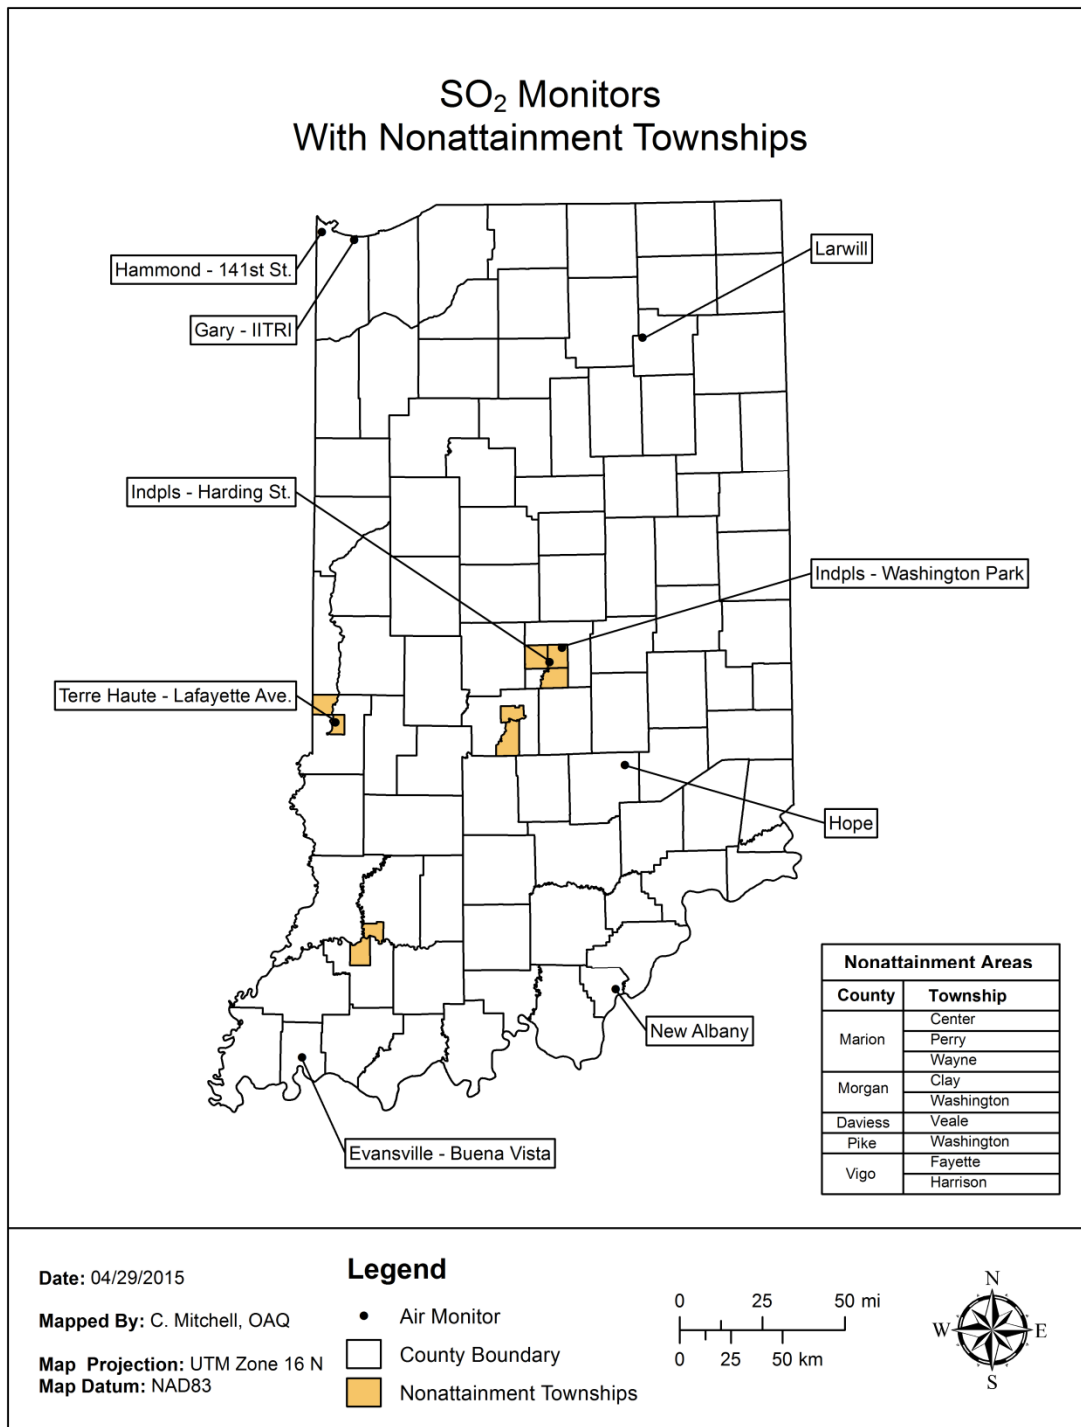 SO₂ Monitors
With Nonattainment Townships
Hammond - 141st St.
Larwill
Gary - IITRI
Indpls - Harding St.
Indpls - Washington Park
Terre Haute - Lafayette Ave.
Hope
New Albany
Evansville - Buena Vista
Nonattainment Areas
County Township
Marion
Center
Perry
Wayne
Morgan
Clay
Washington
Daviess Veale
Pike Washington
Vigo
Fayette
Harrison
Date: 04/29/2015
Mapped By: C. Mitchell, OAQ
Map Projection: UTM Zone 16 N
Map Datum: NAD83
Legend
Air Monitor
County Boundary
Nonattainment Townships
0 25 50 mi
0 25 50 km
N
W E
S